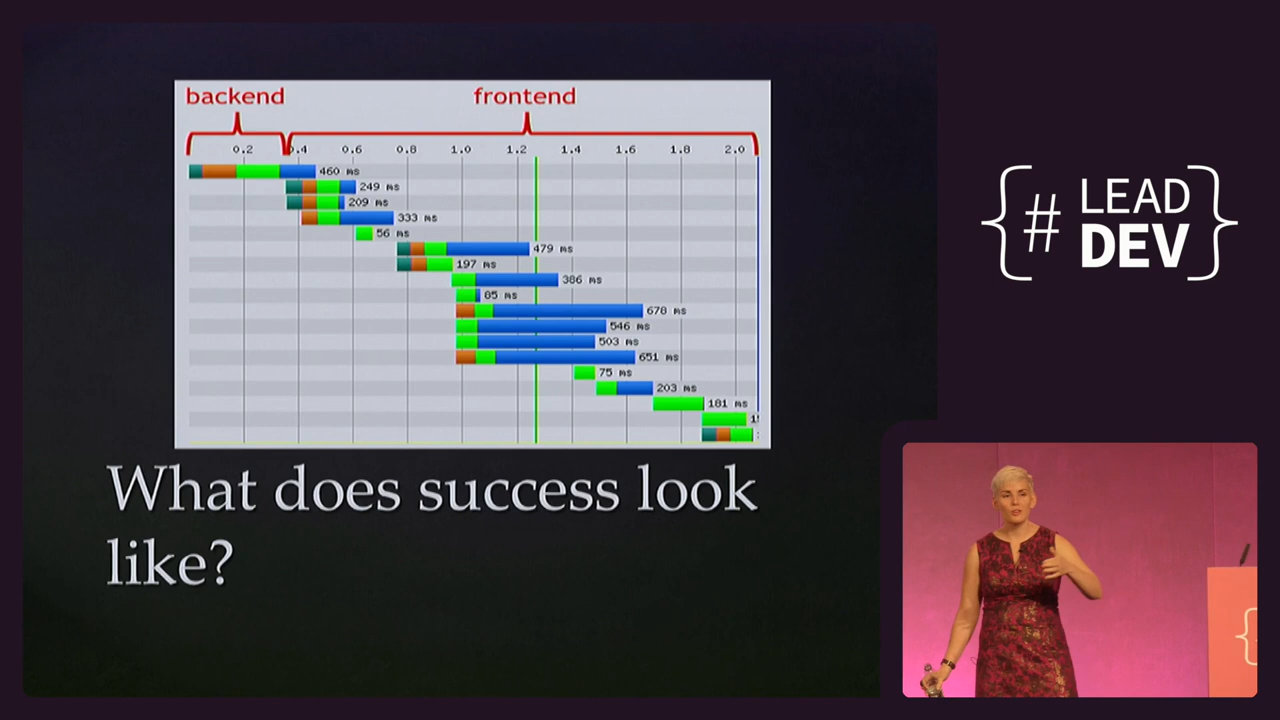 backend
frontend
0.2 0.4 0.6 0.8 1.0 1.2 1.4 1.6 1.8 2.0
460 ms
249 ms
209 ms
333 ms
56 ms
479 ms
197 ms
386 ms
85 ms
678 ms
546 ms
503 ms
651 ms
75 ms
203 ms
181 ms
What does success look
like?
{# LEAD
DEV}